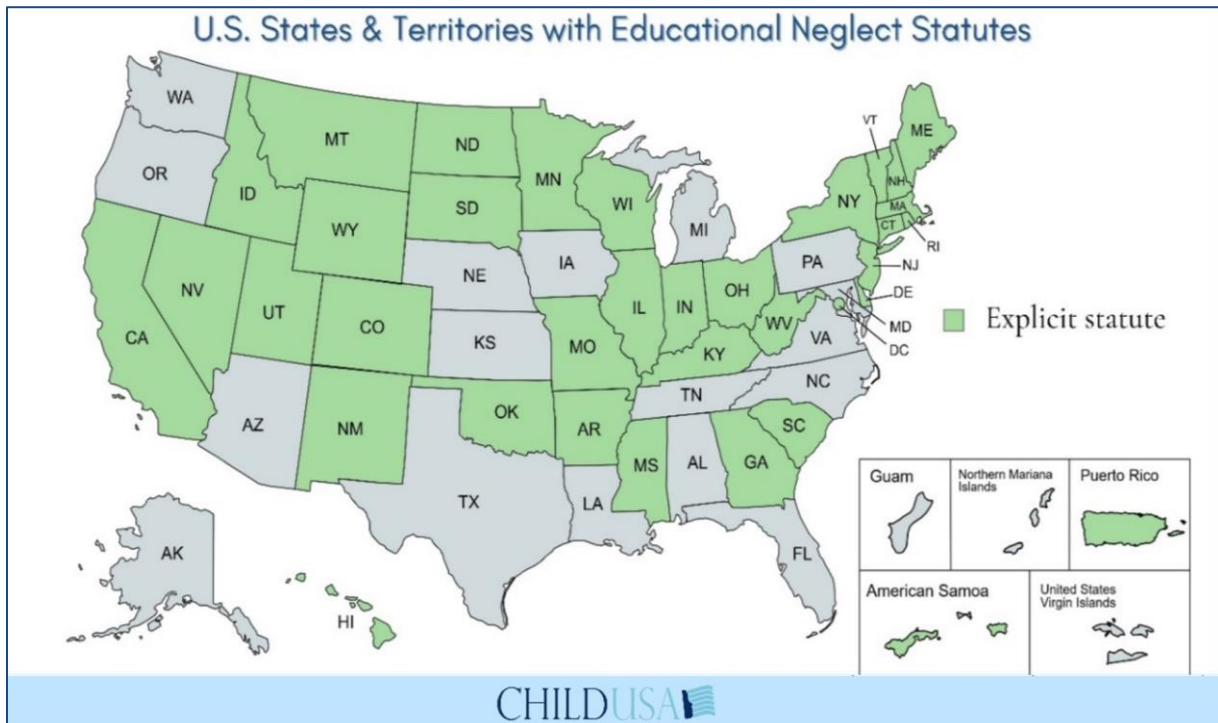 U.S. States & Territories with Educational Neglect Statutes
WA
OR
MT
ID
WY
ND
SD
MN
WI
MI
VT
ME
NH
NY
MA
CT
RI
NV
UT
CO
CA
NE
KS
IA
IL
IN
OH
PA
NJ
DE
MD
DC
MO
KY
WV
VA
NC
TN
AZ
NM
OK
AR
TX
LA
MS
AL
GA
SC
FL
AK
HI
Explicit statute
Guam
Northern Mariana
Islands
Puerto Rico
American Samoa
United States
Virgin Islands
CHILDUSA